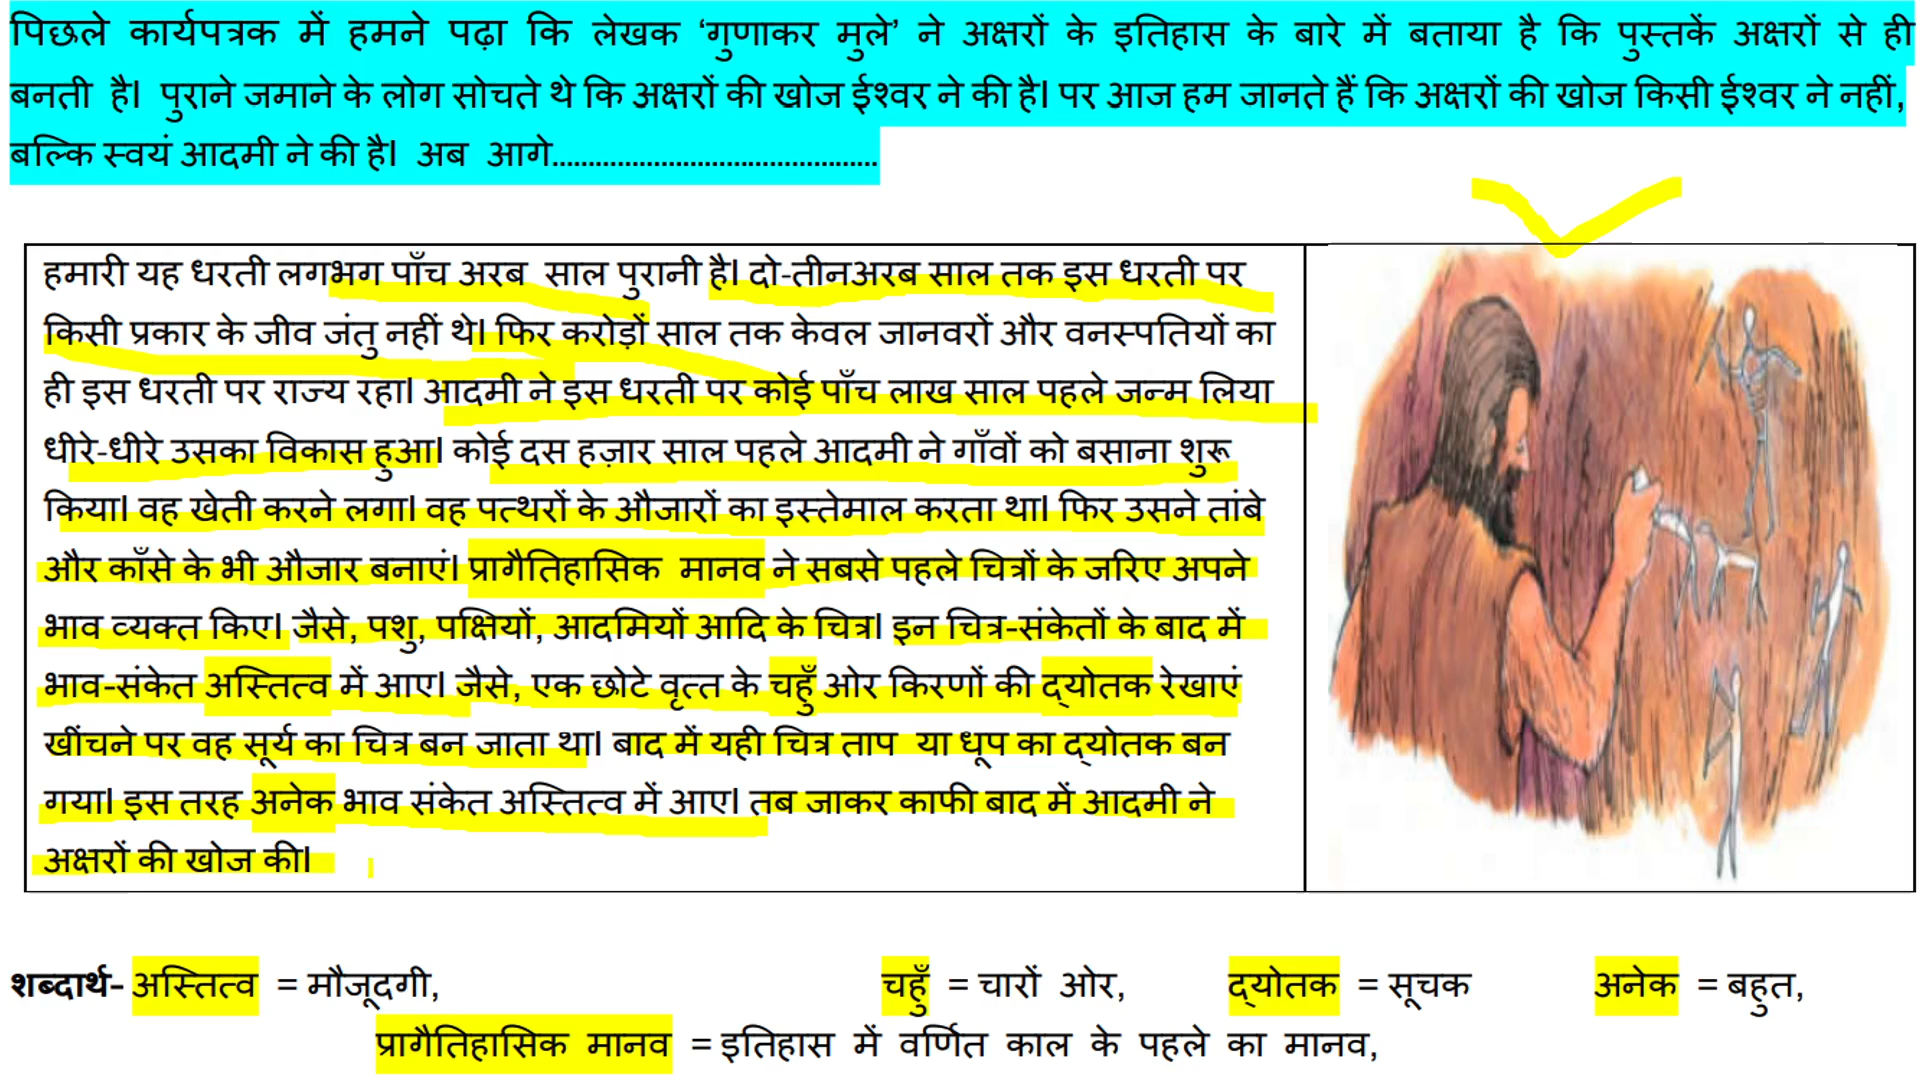 पिछले कार्यपत्रक में हमने पढ़ा कि लेखक ‘गुणाकर मुले’ ने अक्षरों के इतिहास के बारे में बताया है कि पुस्तकें अक्षरों से ही
बनती है। पुराने जमाने के लोग सोचते थे कि अक्षरों की खोज ईश्वर ने की है। पर आज हम जानते हैं कि अक्षरों की खोज किसी ईश्वर ने नहीं,
बल्कि स्वयं आदमी ने की है। अब आगे.............................................
हमारी यह धरती लगभग पाँच अरब साल पुरानी है। दो-तीनअरब साल तक इस धरती पर
किसी प्रकार के जीव जंतु नहीं थे। फिर करोड़ों साल तक केवल जानवरों और वनस्पतियों का
ही इस धरती पर राज्य रहा। आदमी ने इस धरती पर कोई पाँच लाख साल पहले जन्म लिया
धीरे-धीरे उसका विकास हुआ। कोई दस हज़ार साल पहले आदमी ने गाँवों को बसाना शुरू
किया। वह खेती करने लगा। वह पत्थरों के औजारों का इस्तेमाल करता था। फिर उसने तांबे
और काँसे के भी औजार बनाएं। प्रागैतिहासिक मानव ने सबसे पहले चित्रों के जरिए अपने
भाव व्यक्त किए। जैसे, पशु, पक्षियों, आदमियों आदि के चित्र। इन चित्र-संकेतों के बाद में
भाव-संकेत अस्तित्व में आए। जैसे, एक छोटे वृत्त के चहुँ ओर किरणों की द्योतक रेखाएं
खींचने पर वह सूर्य का चित्र बन जाता था। बाद में यही चित्र ताप या धूप का द्योतक बन
गया। इस तरह अनेक भाव संकेत अस्तित्व में आए। तब जाकर काफी बाद में आदमी ने
अक्षरों की खोज की।
शब्दार्थ- अस्तित्व = मौजूदगी, चहुँ = चारों ओर, द्योतक = सूचक अनेक = बहुत,
प्रागैतिहासिक मानव = इतिहास में वर्णित काल के पहले का मानव,